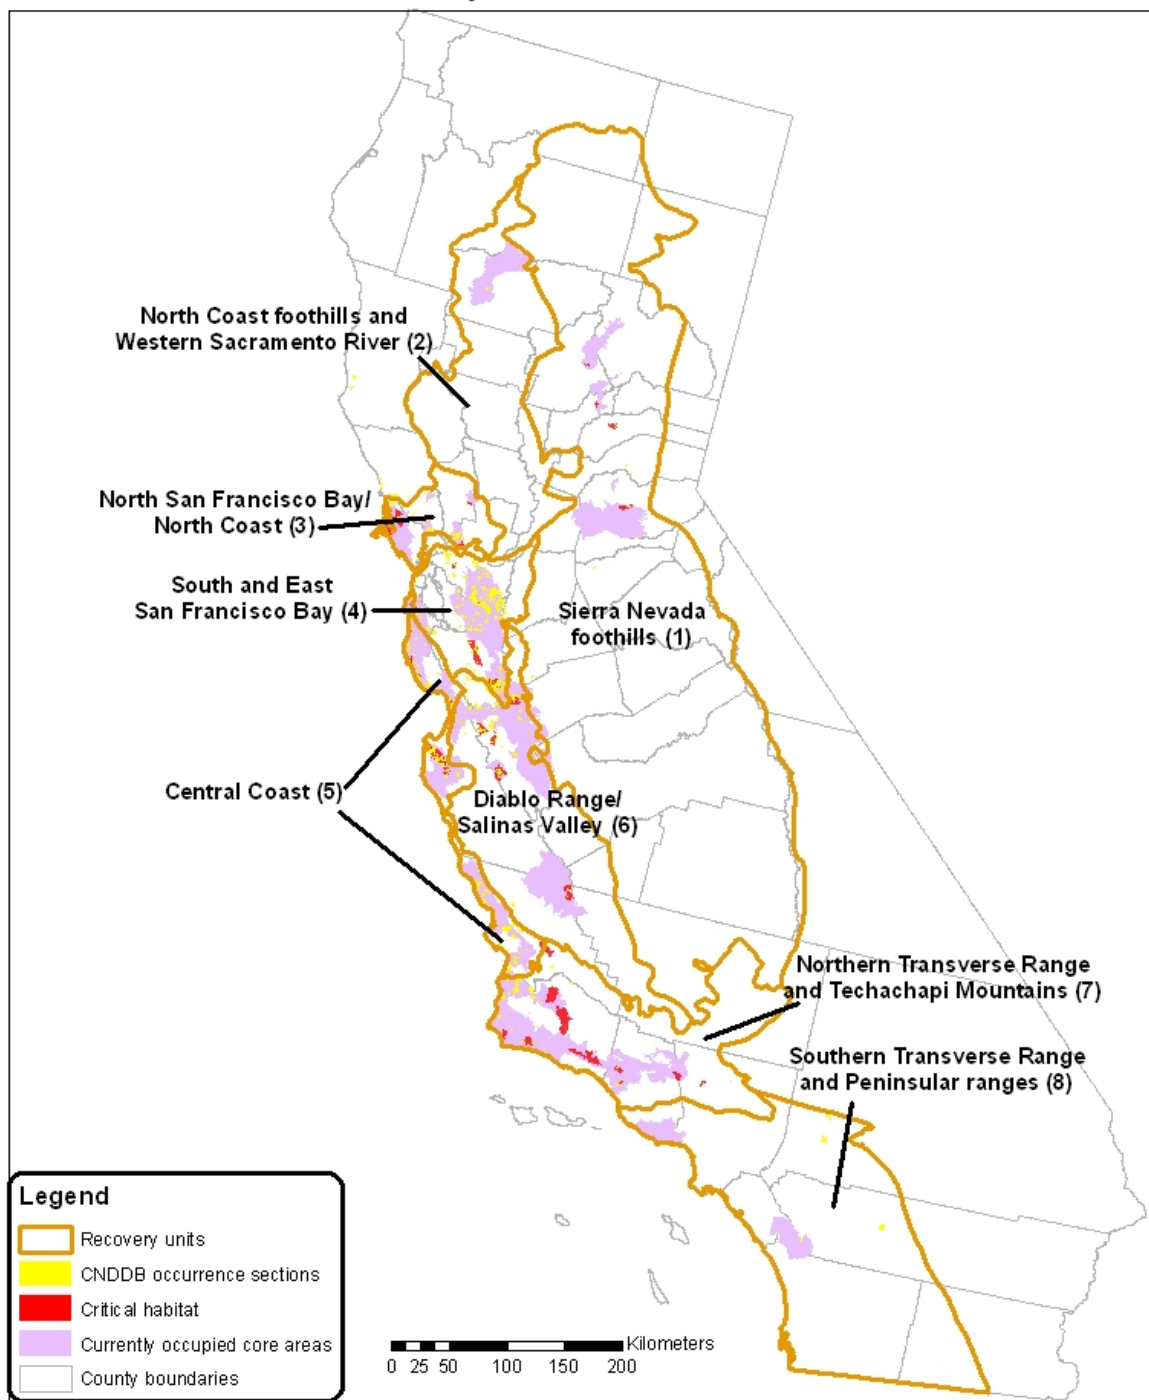 North Coast foothills and
Western Sacramento River (2)
North San Francisco Bay/
North Coast (3)
South and East
San Francisco Bay (4)
Sierra Nevada
foothills (1)
Central Coast (5)
Diablo Range/
Salinas Valley (6)
Northern Transverse Range
and Techachapi Mountains (7)
Southern Transverse Range
and Peninsular ranges (8)
Legend
Recovery units
CNDDB occurrence sections
Critical habitat
Currently occupied core areas
County boundaries
Kilometers
0 25 50 100 150 200